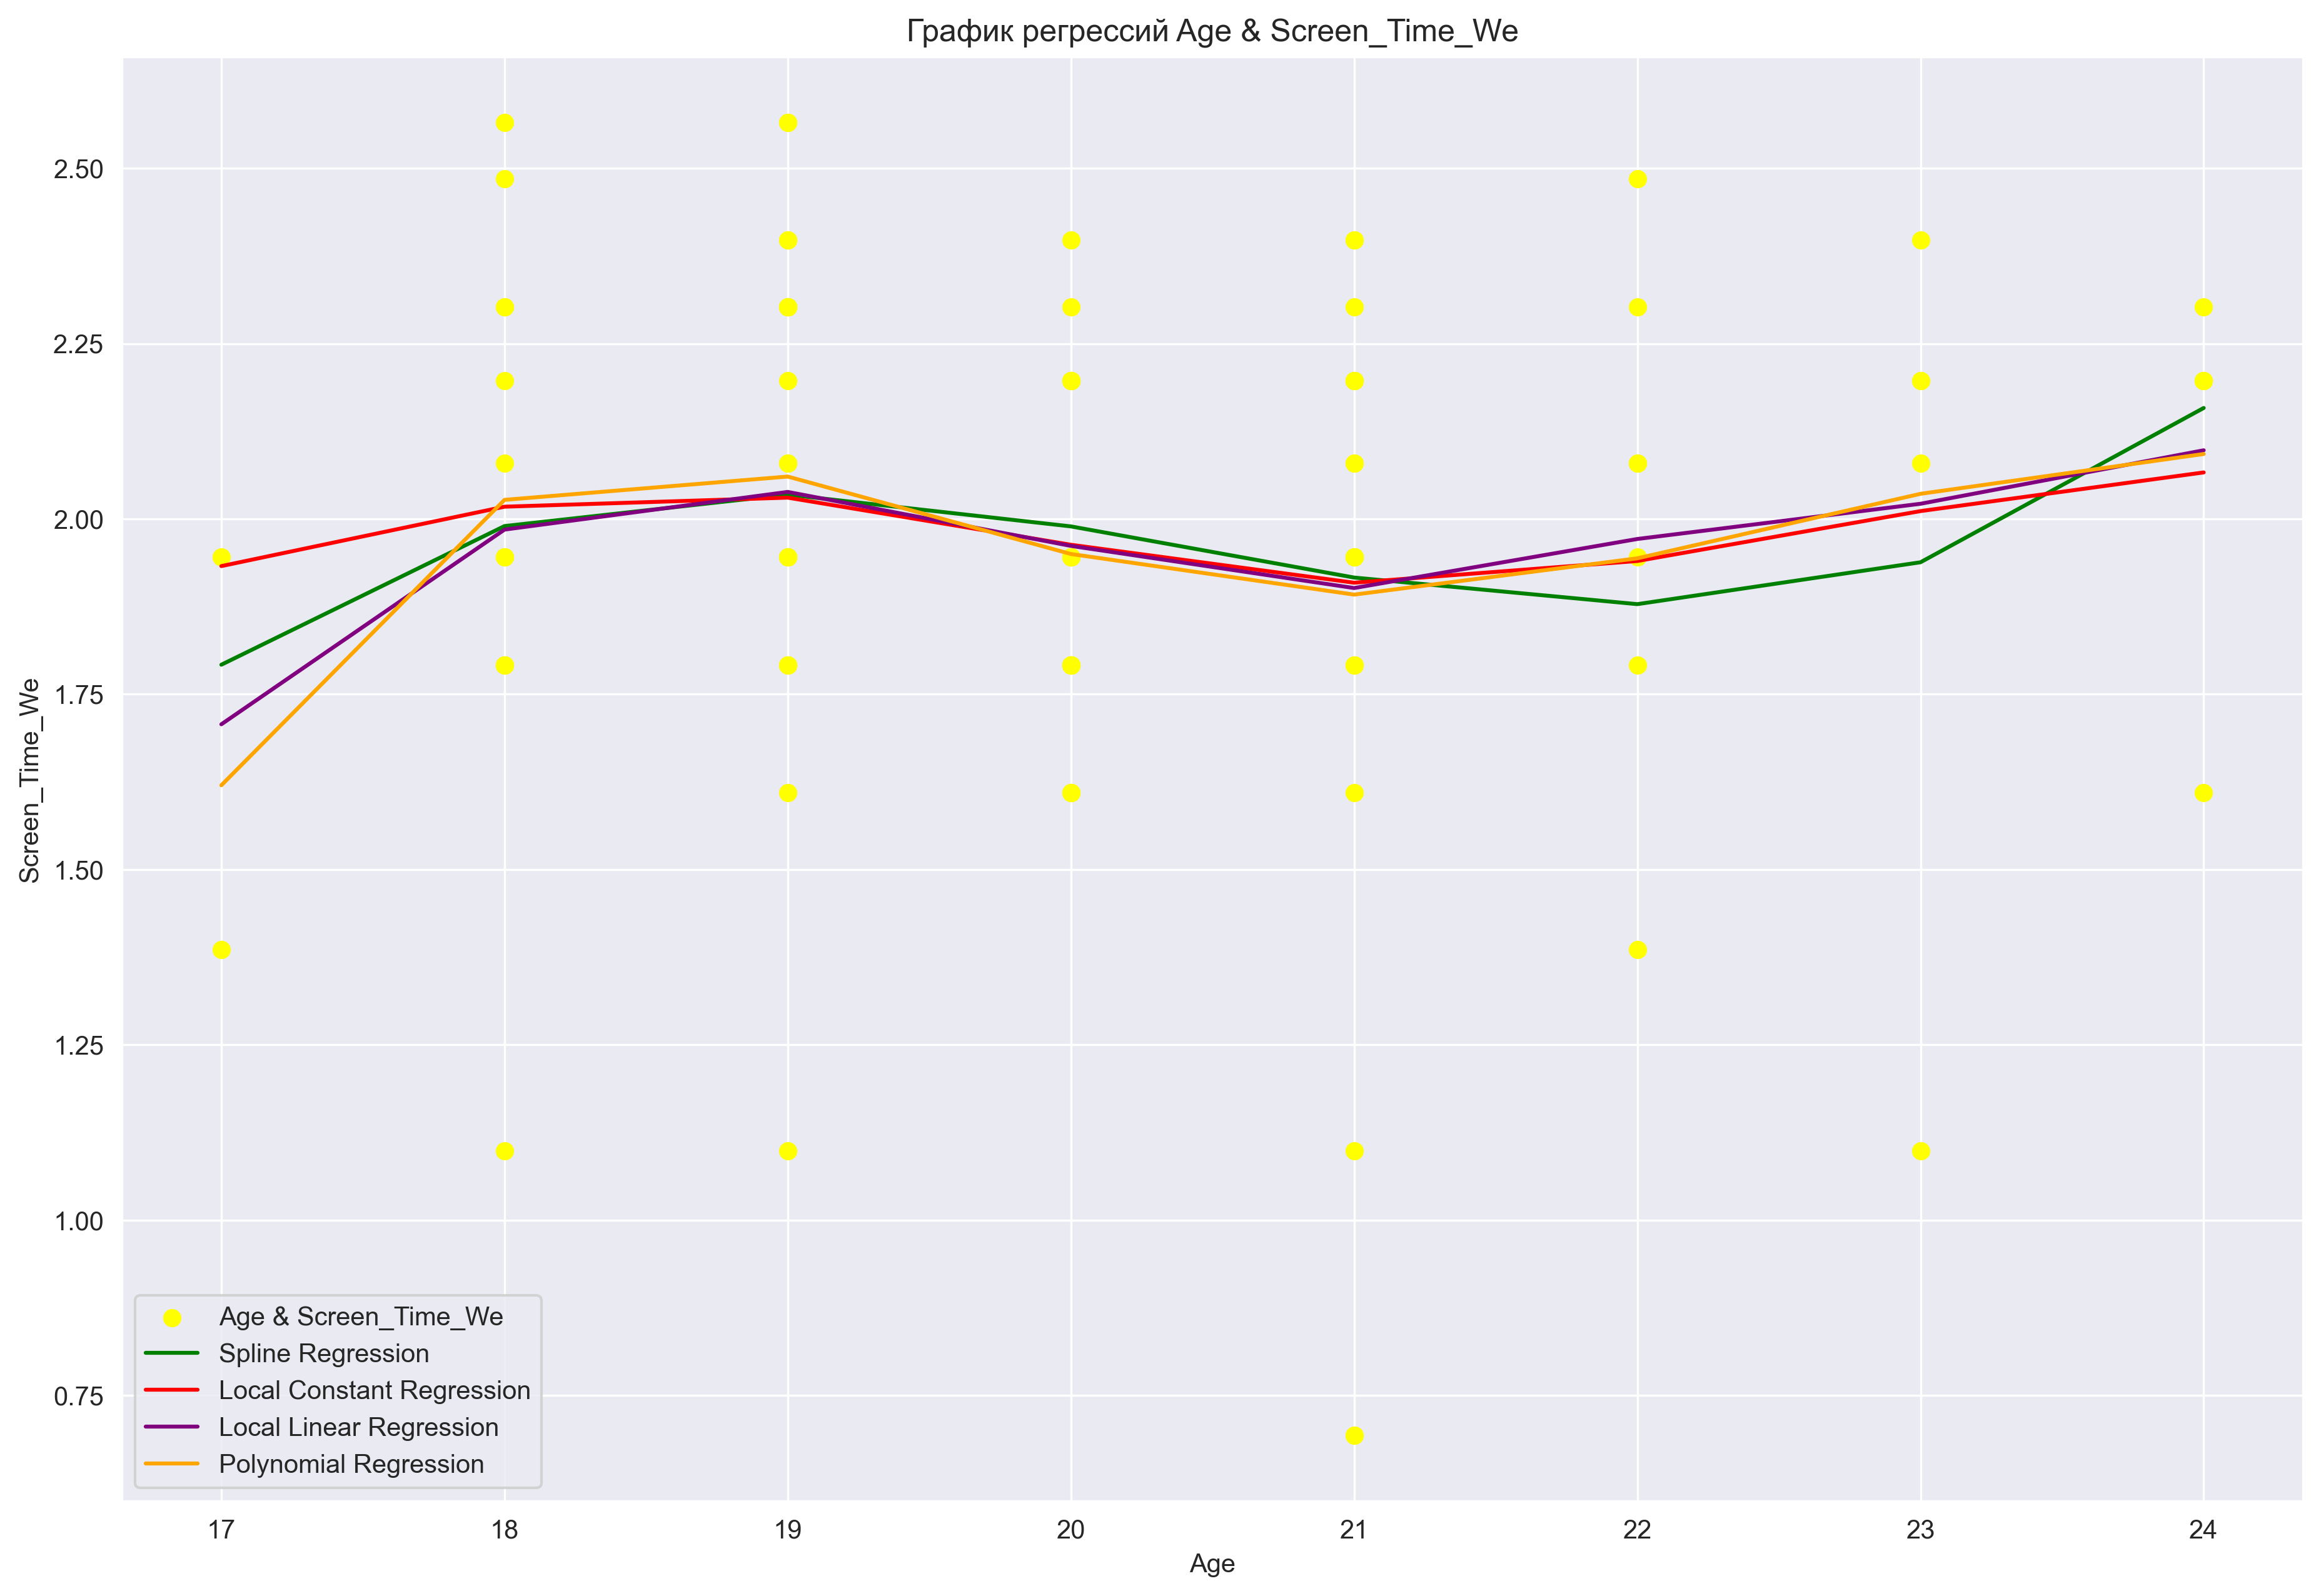 График регрессий Age & Screen_Time_We
Screen_Time_We
2.50
2.25
2.00
1.75
1.50
1.25
1.00
0.75
Age & Screen_Time_We
Spline Regression
Local Constant Regression
Local Linear Regression
Polynomial Regression
17 18 19 20 21 22 23 24
Age